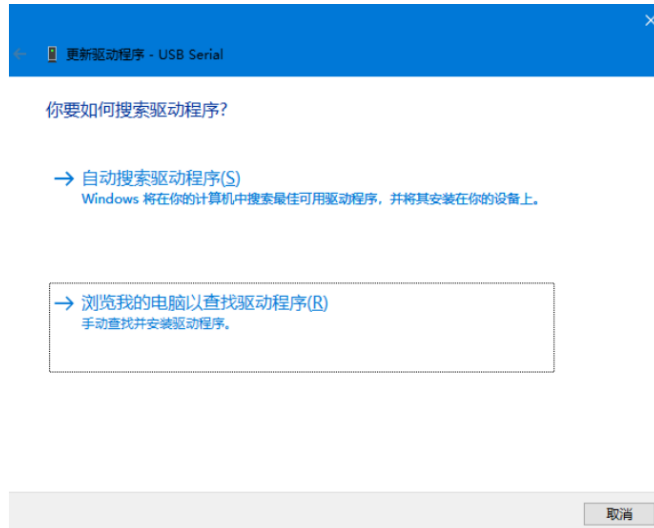 更新驱动程序 - USB Serial
你要如何搜索驱动程序?
自动搜索驱动程序(S)
Windows 将在你的计算机中搜索最佳可用驱动程序，并将其安装在你的设备上。
浏览我的电脑以查找驱动程序(R)
手动查找并安装驱动程序。
取消